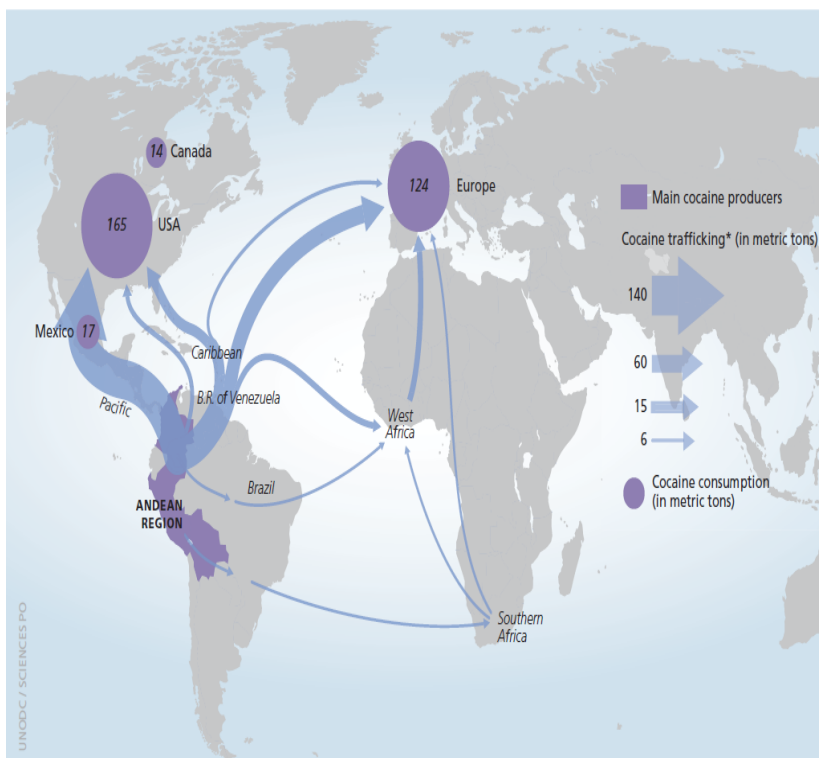 14 Canada
165 USA
124 Europe
Mexico 17
Caribbean
Pacific
B.R. of Venezuela
West
Africa
Brazil
ANDEAN
REGION
Southern
Africa
Main cocaine producers
Cocaine trafficking* (in metric tons)
140
60
15
6
Cocaine consumption
(in metric tons)
UNODC / SCIENCES PO